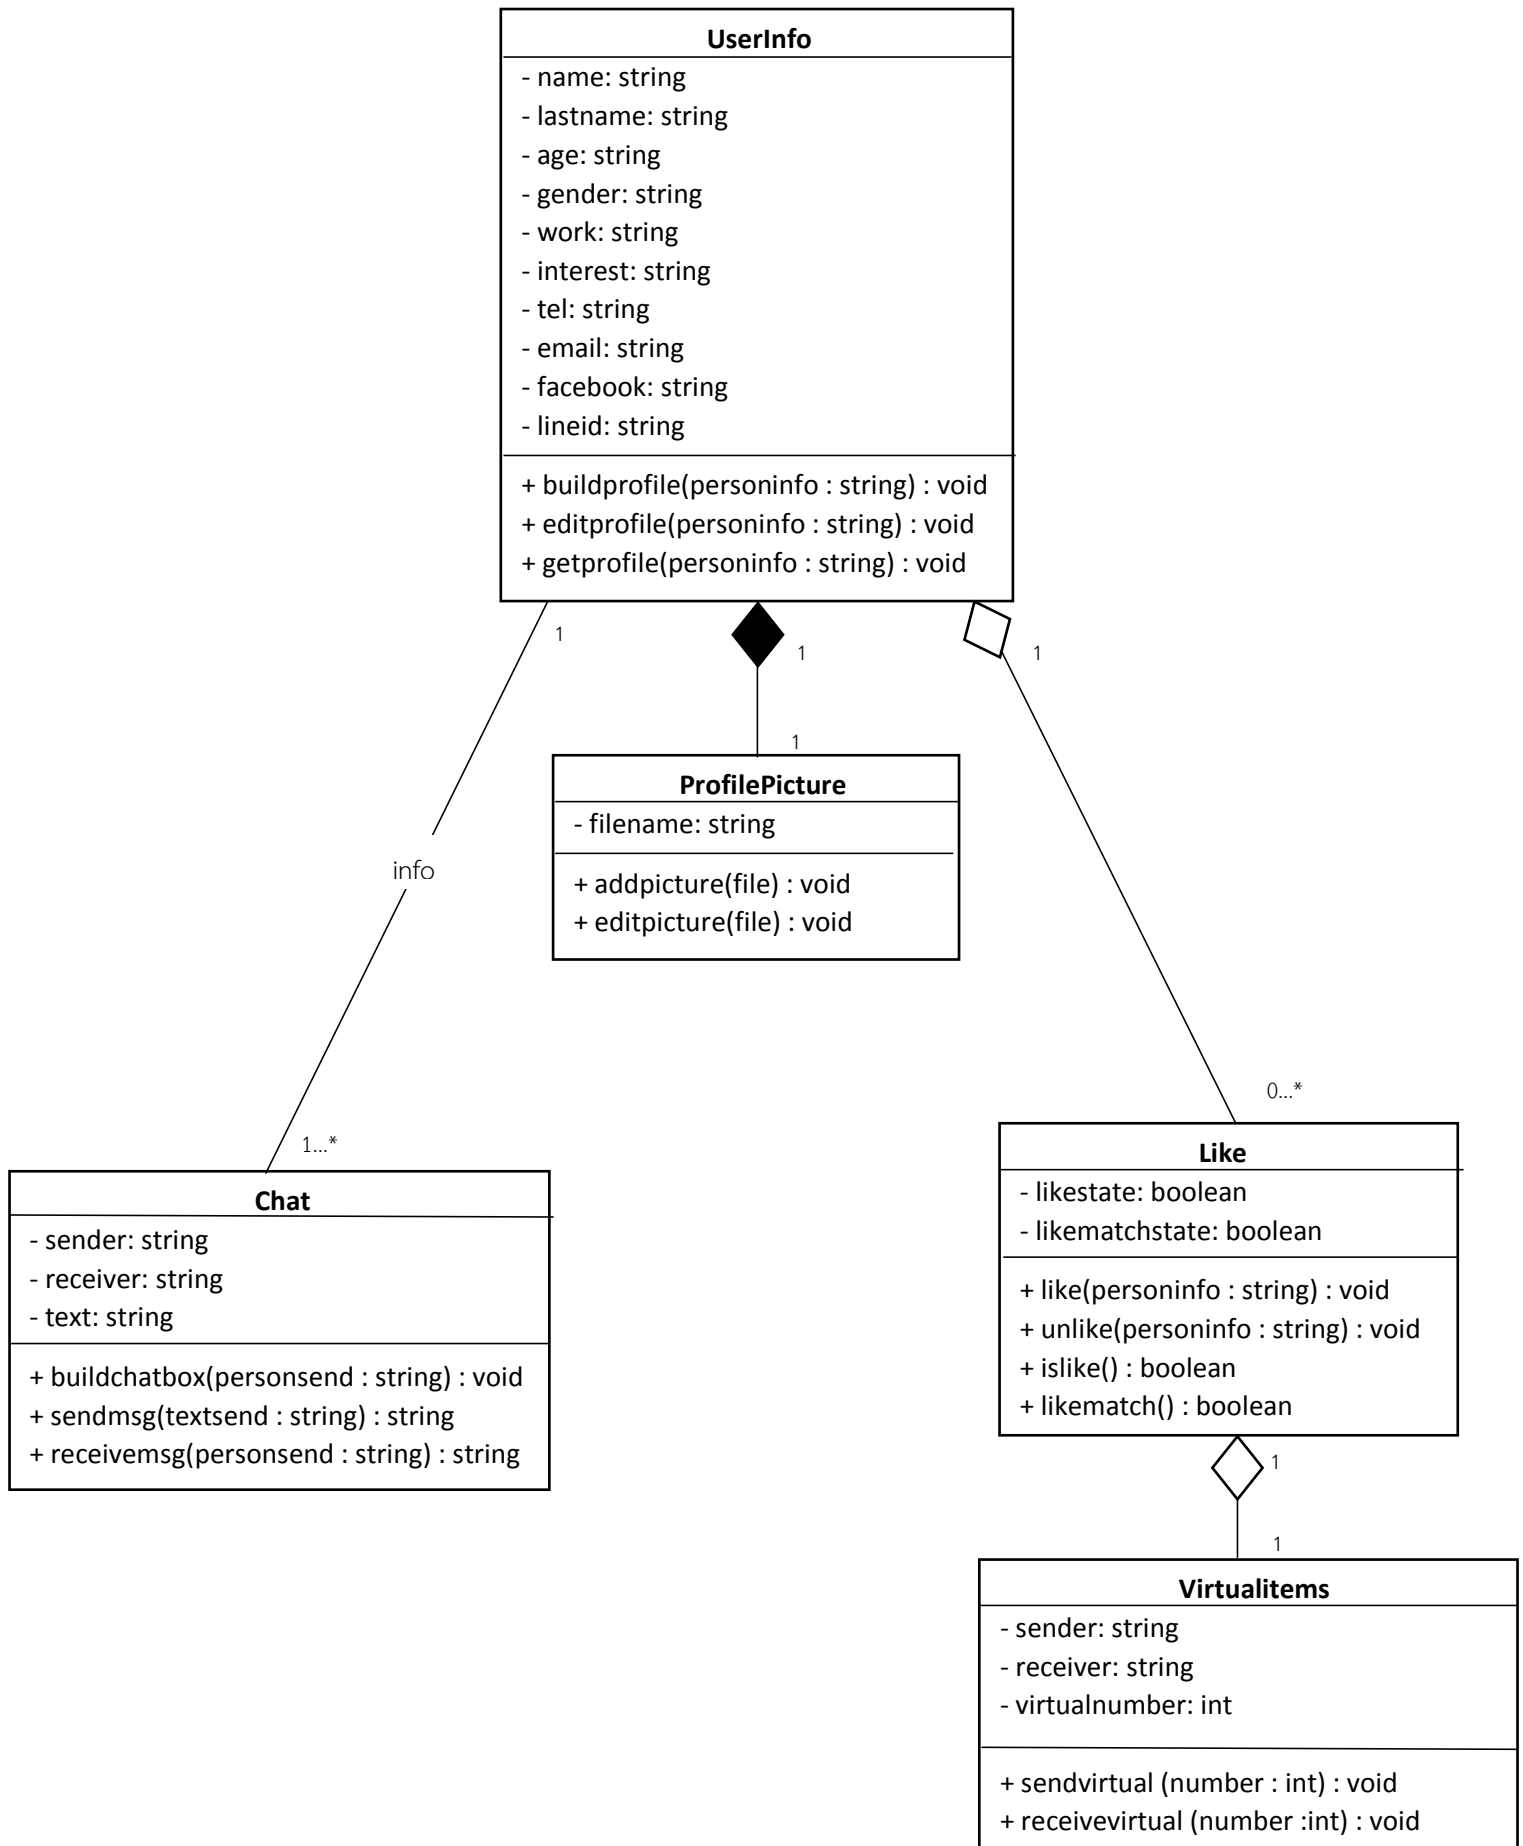 UserInfo
- name: string
- lastname: string
- age: string
- gender: string
- work: string
- interest: string
- tel: string
- email: string
- facebook: string
- lineid: string
+ buildprofile(personinfo : string) : void
+ editprofile(personinfo : string) : void
+ getprofile(personinfo : string) : void
1
1
1
1
ProfilePicture
- filename: string
+ addpicture(file) : void
+ editpicture(file) : void
info
0...*
1...*
Chat
- sender: string
- receiver: string
- text: string
+ buildchatbox(personsend : string) : void
+ sendmsg(textsend : string) : string
+ receivemsg(personsend : string) : string
Like
- likestate: boolean
- likematchstate: boolean
+ like(personinfo : string) : void
+ unlike(personinfo : string) : void
+ islike() : boolean
+ likematch() : boolean
1
1
Virtualitems
- sender: string
- receiver: string
- virtualnumber: int
+ sendvirtual (number : int) : void
+ receivevirtual (number :int) : void